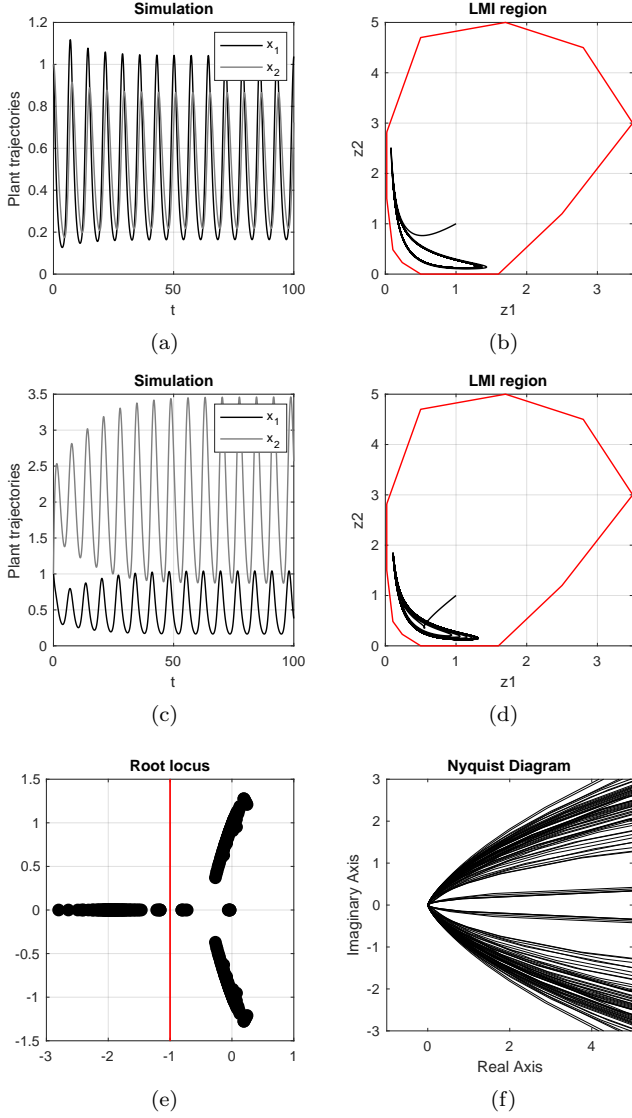 Simulation
1.2
1
0.8
0.6
0.4
0.2
0
0
50
100
Plant trajectories
t
x1
x2
(a)
LMI region
5
4
3
2
1
0
0
1
2
3
z2
z1
(b)
Simulation
3.5
3
2.5
2
1.5
1
0.5
0
0
50
100
Plant trajectories
t
x1
x2
(c)
LMI region
5
4
3
2
1
0
0
1
2
3
z2
z1
(d)
Root locus
1.5
1
0.5
0
-0.5
-1
-1.5
-3
-2
-1
0
1
(e)
Nyquist Diagram
3
2
1
0
-1
-2
-3
0
2
4
Imaginary Axis
Real Axis
(f)